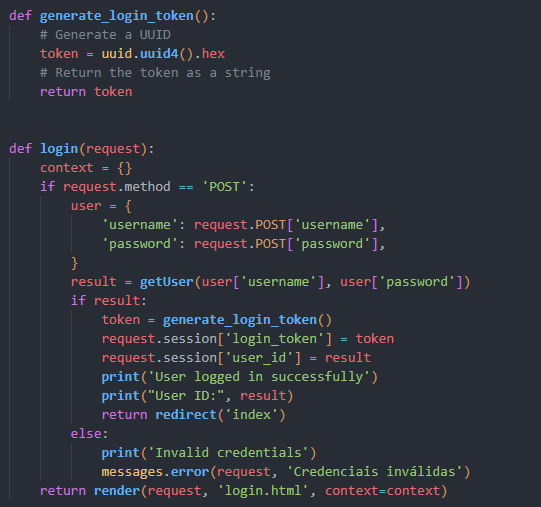 def generate_login_token():
    # Generate a UUID
    token = uuid.uuid4().hex
    # Return the token as a string
    return token
def login(request):
    context = {}
    if request.method == 'POST':
        user = {
            'username': request.POST['username'],
            'password': request.POST['password'],
        }
        result = getUser(user['username'], user['password'])
        if result:
            token = generate_login_token()
            request.session['login_token'] = token
            request.session['user_id'] = result
            print('User logged in successfully')
            print("User ID:", result)
            return redirect('index')
        else:
            print('Invalid credentials')
            messages.error(request, 'Credenciais inválidas')
    return render(request, 'login.html', context=context)